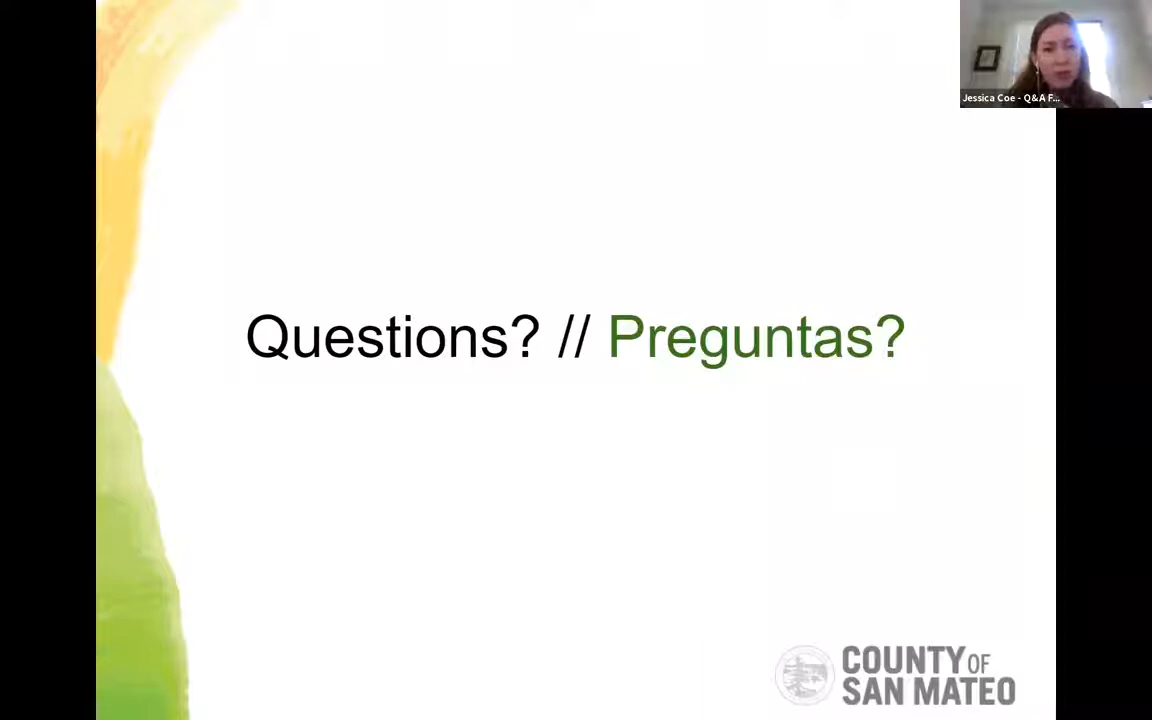 Jessica Coe - Q&A F...
Questions? // Preguntas?
COUNTY OF
SAN MATEO